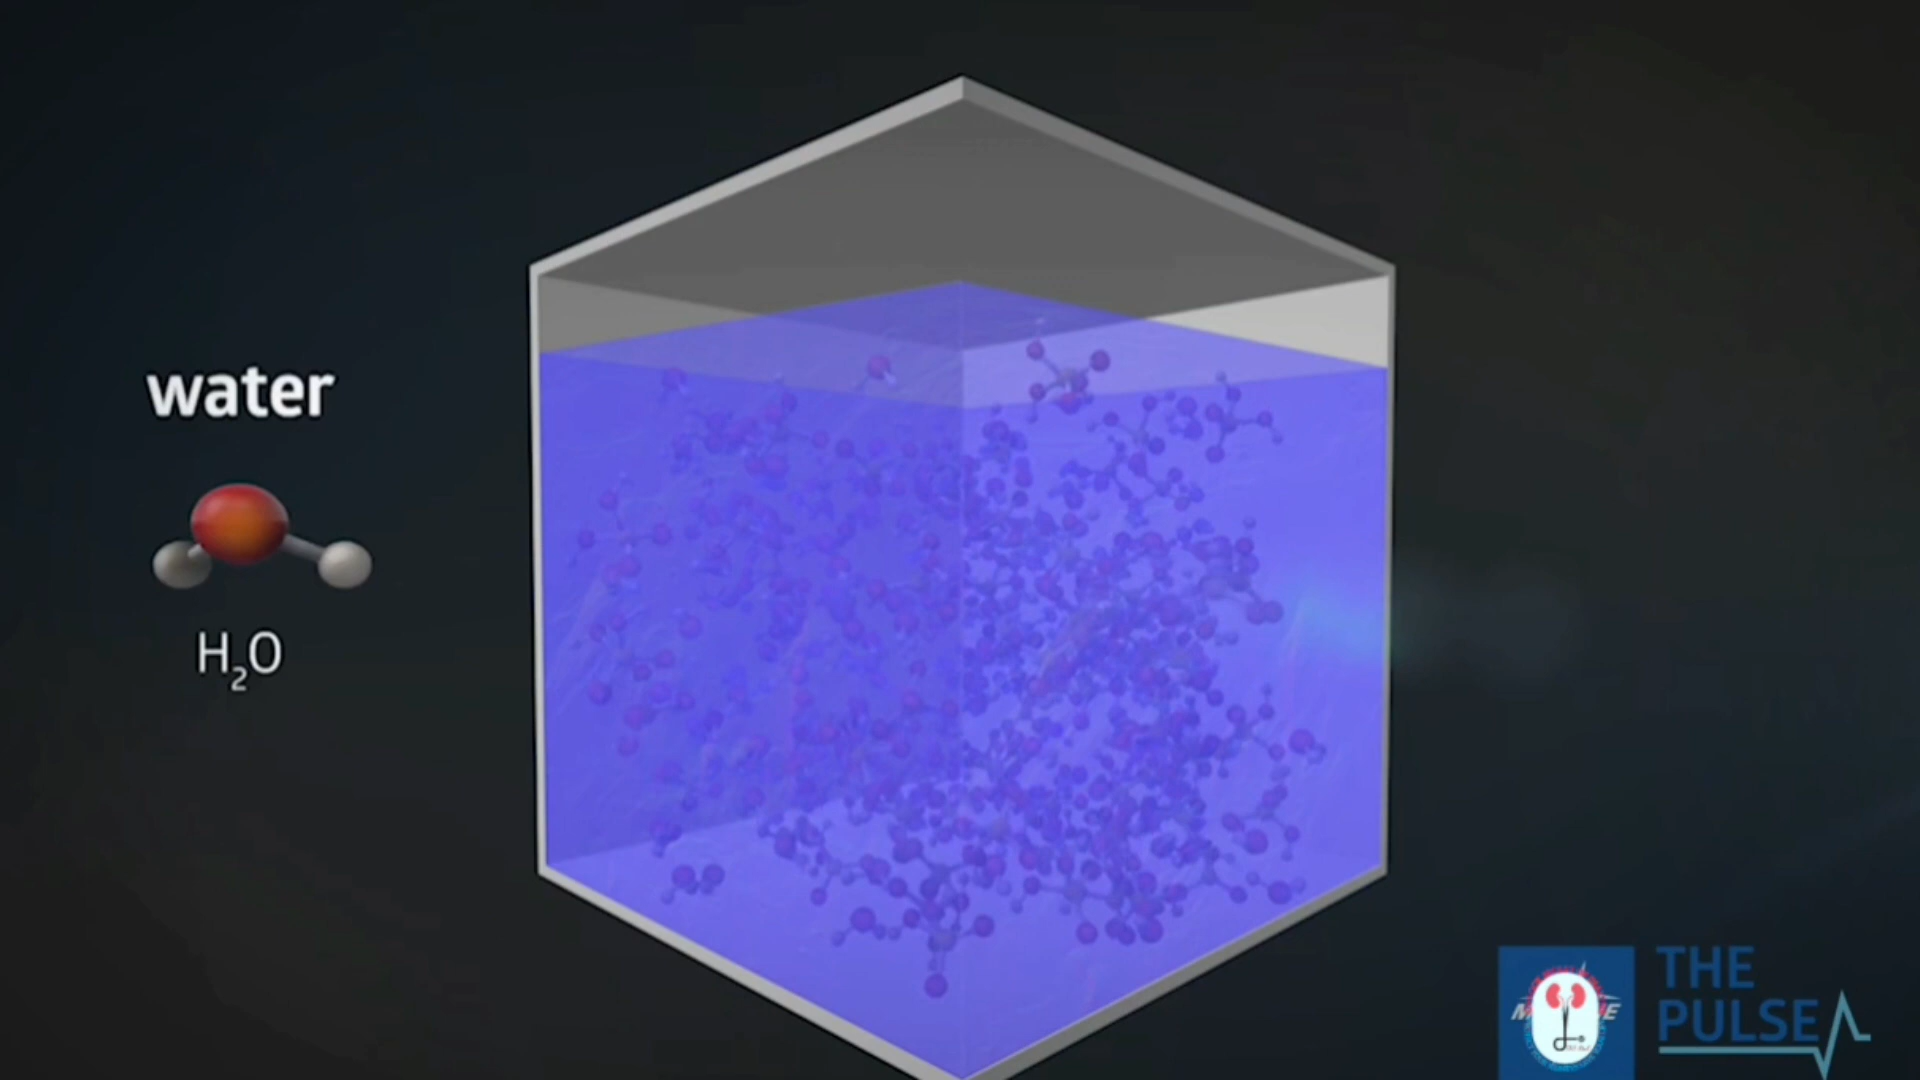 water
H₂O
THE
PULSE